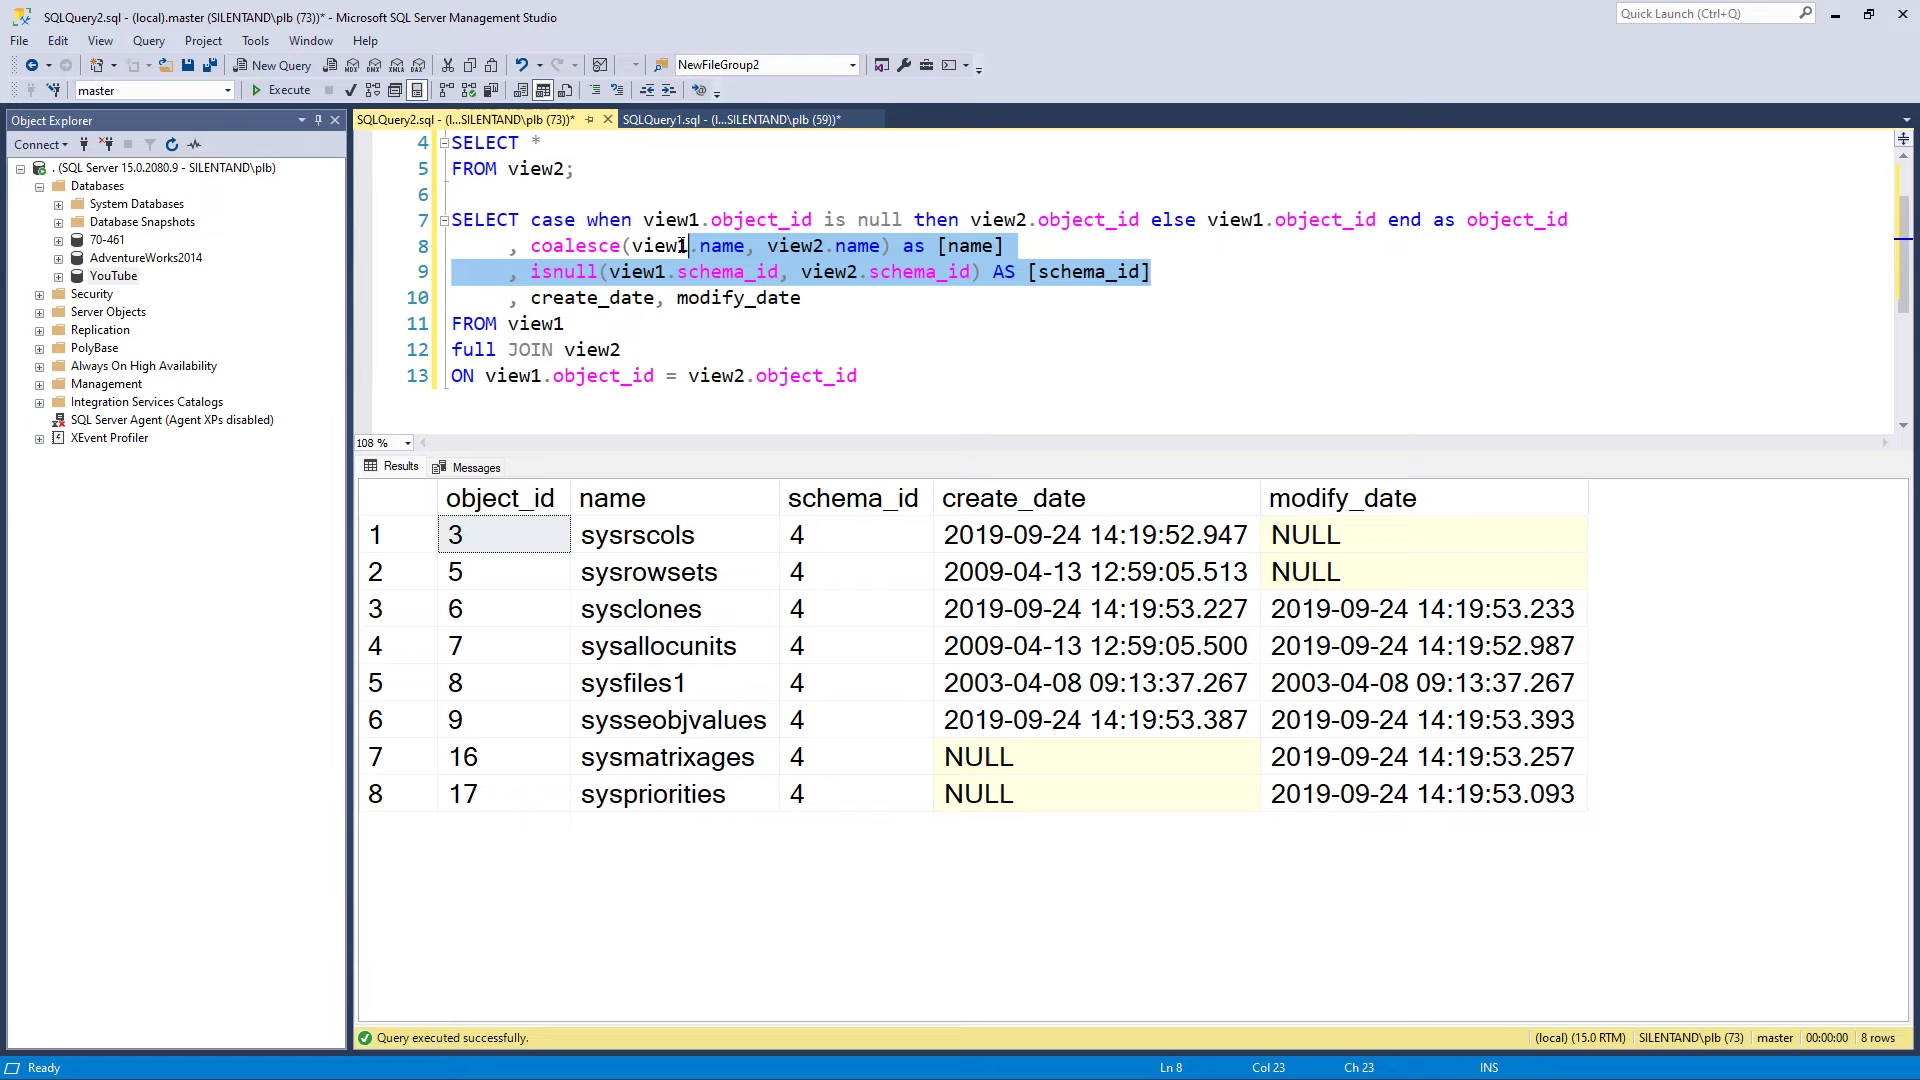 SQLQuery2.sql - (local).master (SILENTAND\plb (73))* - Microsoft SQL Server Management Studio
Quick Launch (Ctrl+Q)
File Edit View Query Project Tools Window Help
New Query
NewFileGroup2
master
Execute
Object Explorer
SQLQuery2.sql - (l...SILENTAND\plb (73))*
SQLQuery1.sql - (l...SILENTAND\plb (59))*
Connect
. (SQL Server 15.0.2080.9 - SILENTAND\plb)
Databases
System Databases
Database Snapshots
70-461
AdventureWorks2014
YouTube
Security
Server Objects
Replication
PolyBase
Always On High Availability
Management
Integration Services Catalogs
SQL Server Agent (Agent XPs disabled)
XEvent Profiler
4 SELECT *
5 FROM view2;
6
7 SELECT case when view1.object_id is null then view2.object_id else view1.object_id end as object_id
8 , coalesce(view1.name, view2.name) as [name]
9 , isnull(view1.schema_id, view2.schema_id) AS [schema_id]
10 , create_date, modify_date
11 FROM view1
12 full JOIN view2
13 ON view1.object_id = view2.object_id
108 %
Results Messages
object_id name schema_id create_date modify_date
1 3 sysrscols 4 2019-09-24 14:19:52.947 NULL
2 5 sysrowsets 4 2009-04-13 12:59:05.513 NULL
3 6 sysclones 4 2019-09-24 14:19:53.227 2019-09-24 14:19:53.233
4 7 sysallocunits 4 2009-04-13 12:59:05.500 2019-09-24 14:19:52.987
5 8 sysfiles1 4 2003-04-08 09:13:37.267 2003-04-08 09:13:37.267
6 9 sysseobjvalues 4 2019-09-24 14:19:53.387 2019-09-24 14:19:53.393
7 16 sysmatrixages 4 NULL 2019-09-24 14:19:53.257
8 17 syspriorities 4 NULL 2019-09-24 14:19:53.093
Query executed successfully.
(local) (15.0 RTM) SILENTAND\plb (73) master 00:00:00 8 rows
Ready
Ln 8 Col 23 Ch 23 INS